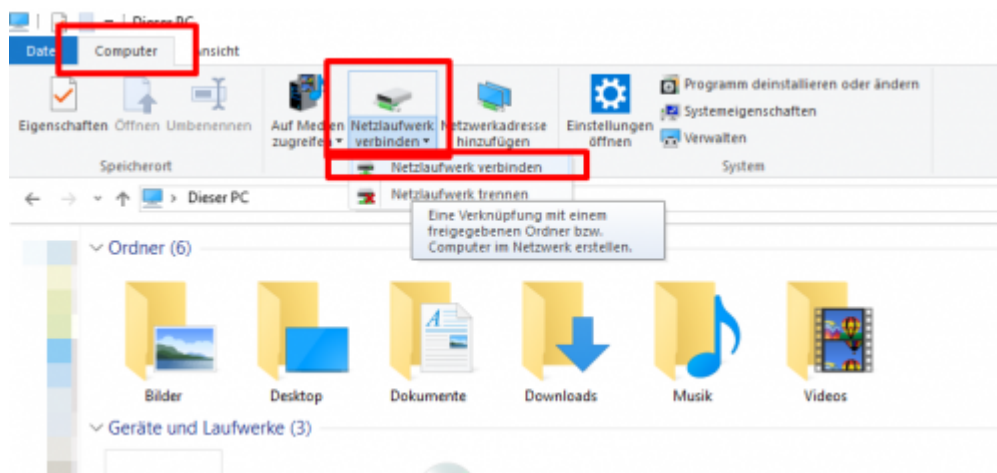 Dieser PC
Datei Computer Ansicht
Programm deinstallieren oder ändern
Systemeigenschaften
Verwalten
Eigenschaften Öffnen Umbenennen Auf Medien Netzlaufwerk Netzwerkadresse Einstellungen
zugreifen verbinden hinzufügen öffnen
Speicherort System
Netzlaufwerk verbinden
Netzlaufwerk trennen
Dieser PC
Eine Verknüpfung mit einem
freigegebenen Ordner bzw.
Computer im Netzwerk erstellen.
Ordner (6)
Bilder Desktop Dokumente Downloads Musik Videos
Geräte und Laufwerke (3)